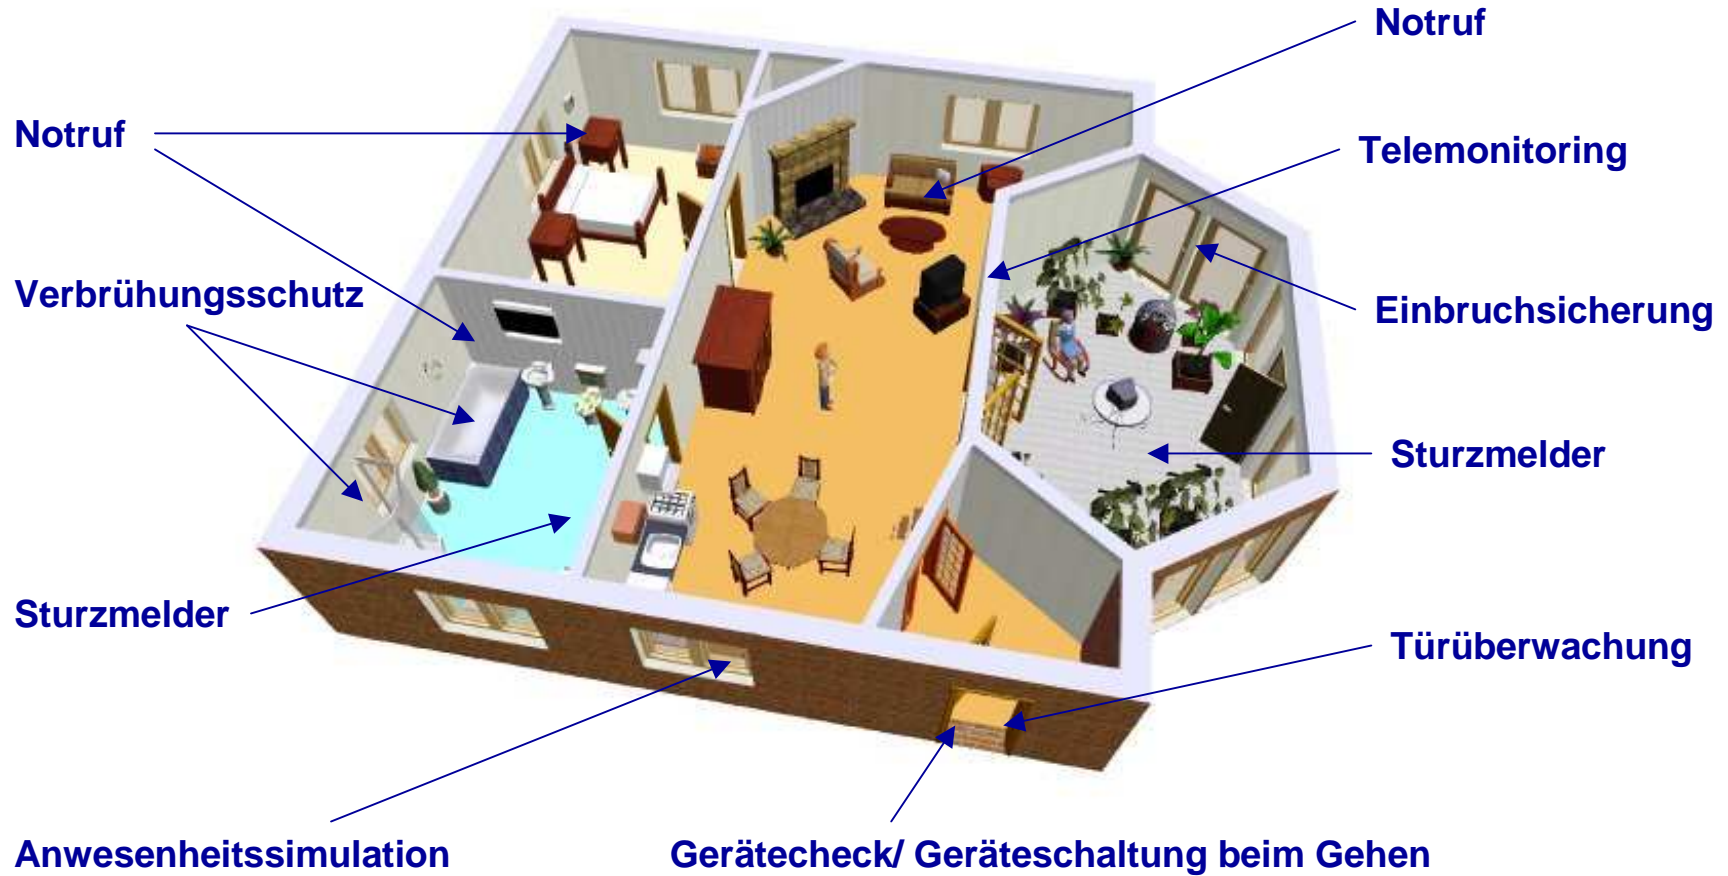 Notruf
Notruf
Telemonitoring
Verbrühungsschutz
Einbruchsicherung
Sturzmelder
Sturzmelder
Türüberwachung
Anwesenheitssimulation
Gerätecheck/ Geräteschaltung beim Gehen